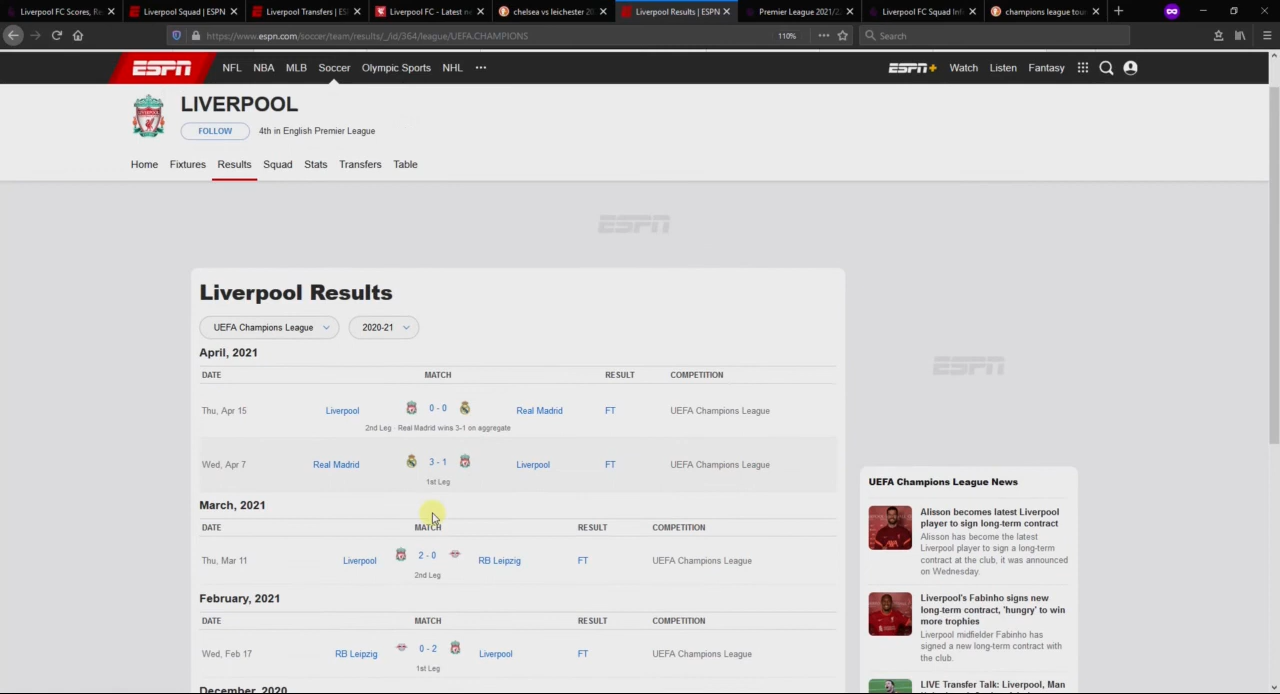 Liverpool FC Scores, Re
Liverpool Squad | ESPN
Liverpool Transfers | ES
Liverpool FC - Latest ne
chelsea vs leichester 20
Liverpool Results | ESPN
Premier League 2021/2
Liverpool FC Squad Inf
champions league tour
https://www.espn.com/soccer/team/results/_/id/364/league/UEFA.CHAMPIONS
110%
Search
ESPN NFL NBA MLB Soccer Olympic Sports NHL
ESPN+ Watch Listen Fantasy
LIVERPOOL
FOLLOW 4th in English Premier League
Home Fixtures Results Squad Stats Transfers Table
ESPN
ESPN
Liverpool Results
UEFA Champions League 2020-21
April, 2021
DATE MATCH RESULT COMPETITION
Thu, Apr 15 Liverpool 0 - 0 Real Madrid FT UEFA Champions League
2nd Leg - Real Madrid wins 3-1 on aggregate
Wed, Apr 7 Real Madrid 3 - 1 Liverpool FT UEFA Champions League
1st Leg
March, 2021
DATE MATCH RESULT COMPETITION
Thu, Mar 11 Liverpool 2 - 0 RB Leipzig FT UEFA Champions League
2nd Leg
February, 2021
DATE MATCH RESULT COMPETITION
Wed, Feb 17 RB Leipzig 0 - 2 Liverpool FT UEFA Champions League
1st Leg
December, 2020
UEFA Champions League News
Alisson becomes latest Liverpool
player to sign long-term contract
Alisson has become the latest
Liverpool player to sign a long-term
contract at the club, it was announced
on Wednesday.
Liverpool's Fabinho signs new
long-term contract, 'hungry' to win
more trophies
Liverpool midfielder Fabinho has
signed a new long-term contract with
the club.
LIVE Transfer Talk: Liverpool, Man